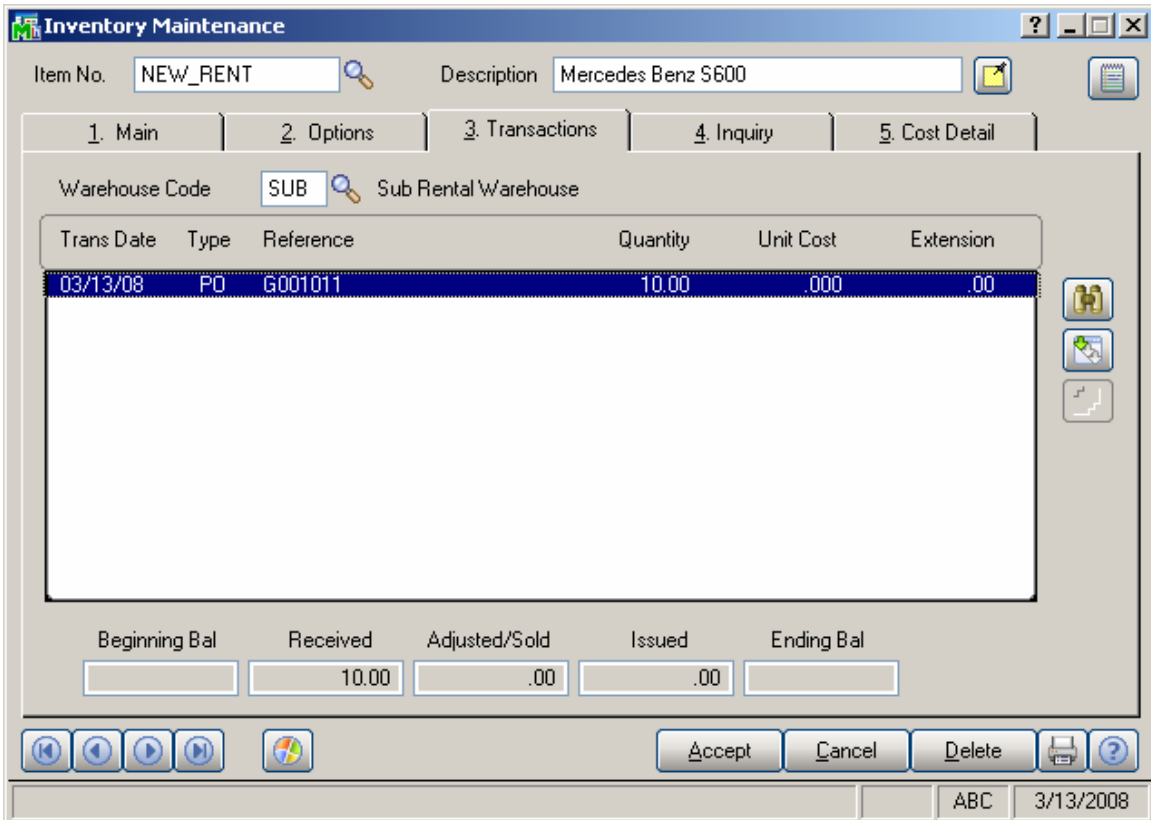 Inventory Maintenance
Item No. NEW_RENT Description Mercedes Benz S600
1. Main 2. Options 3. Transactions 4. Inquiry 5. Cost Detail
Warehouse Code SUB Sub Rental Warehouse
Trans Date Type Reference Quantity Unit Cost Extension
03/13/08 PO G001011 10.00 .000 .00
Beginning Bal Received Adjusted/Sold Issued Ending Bal
10.00 .00 .00
Accept Cancel Delete
ABC 3/13/2008